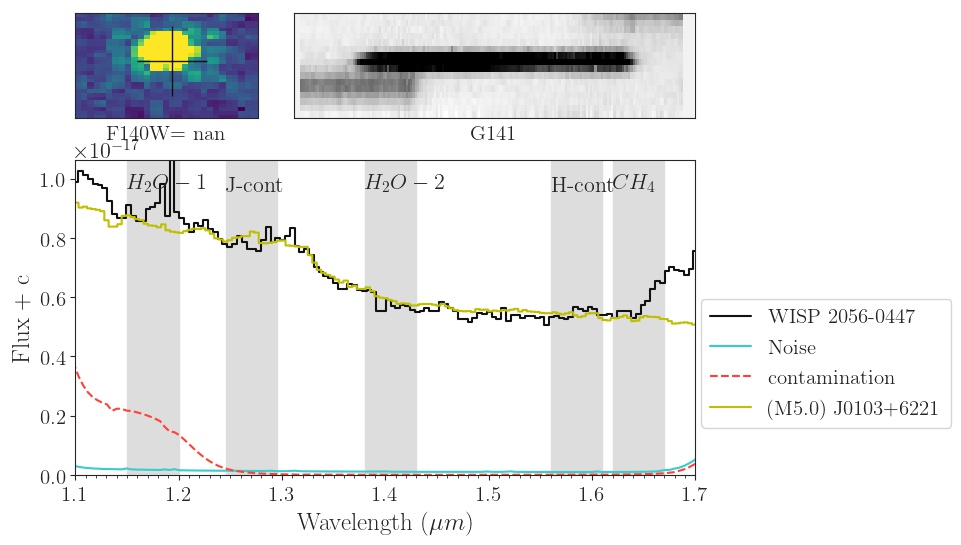 F140W= nan
G141
×10⁻¹⁷
H₂O − 1
J-cont
H₂O − 2
H-cont
CH₄
1.0
0.8
0.6
0.4
0.2
0.0
Flux + c
1.1
1.2
1.3
1.4
1.5
1.6
1.7
Wavelength (μm)
WISP 2056-0447
Noise
contamination
(M5.0) J0103+6221